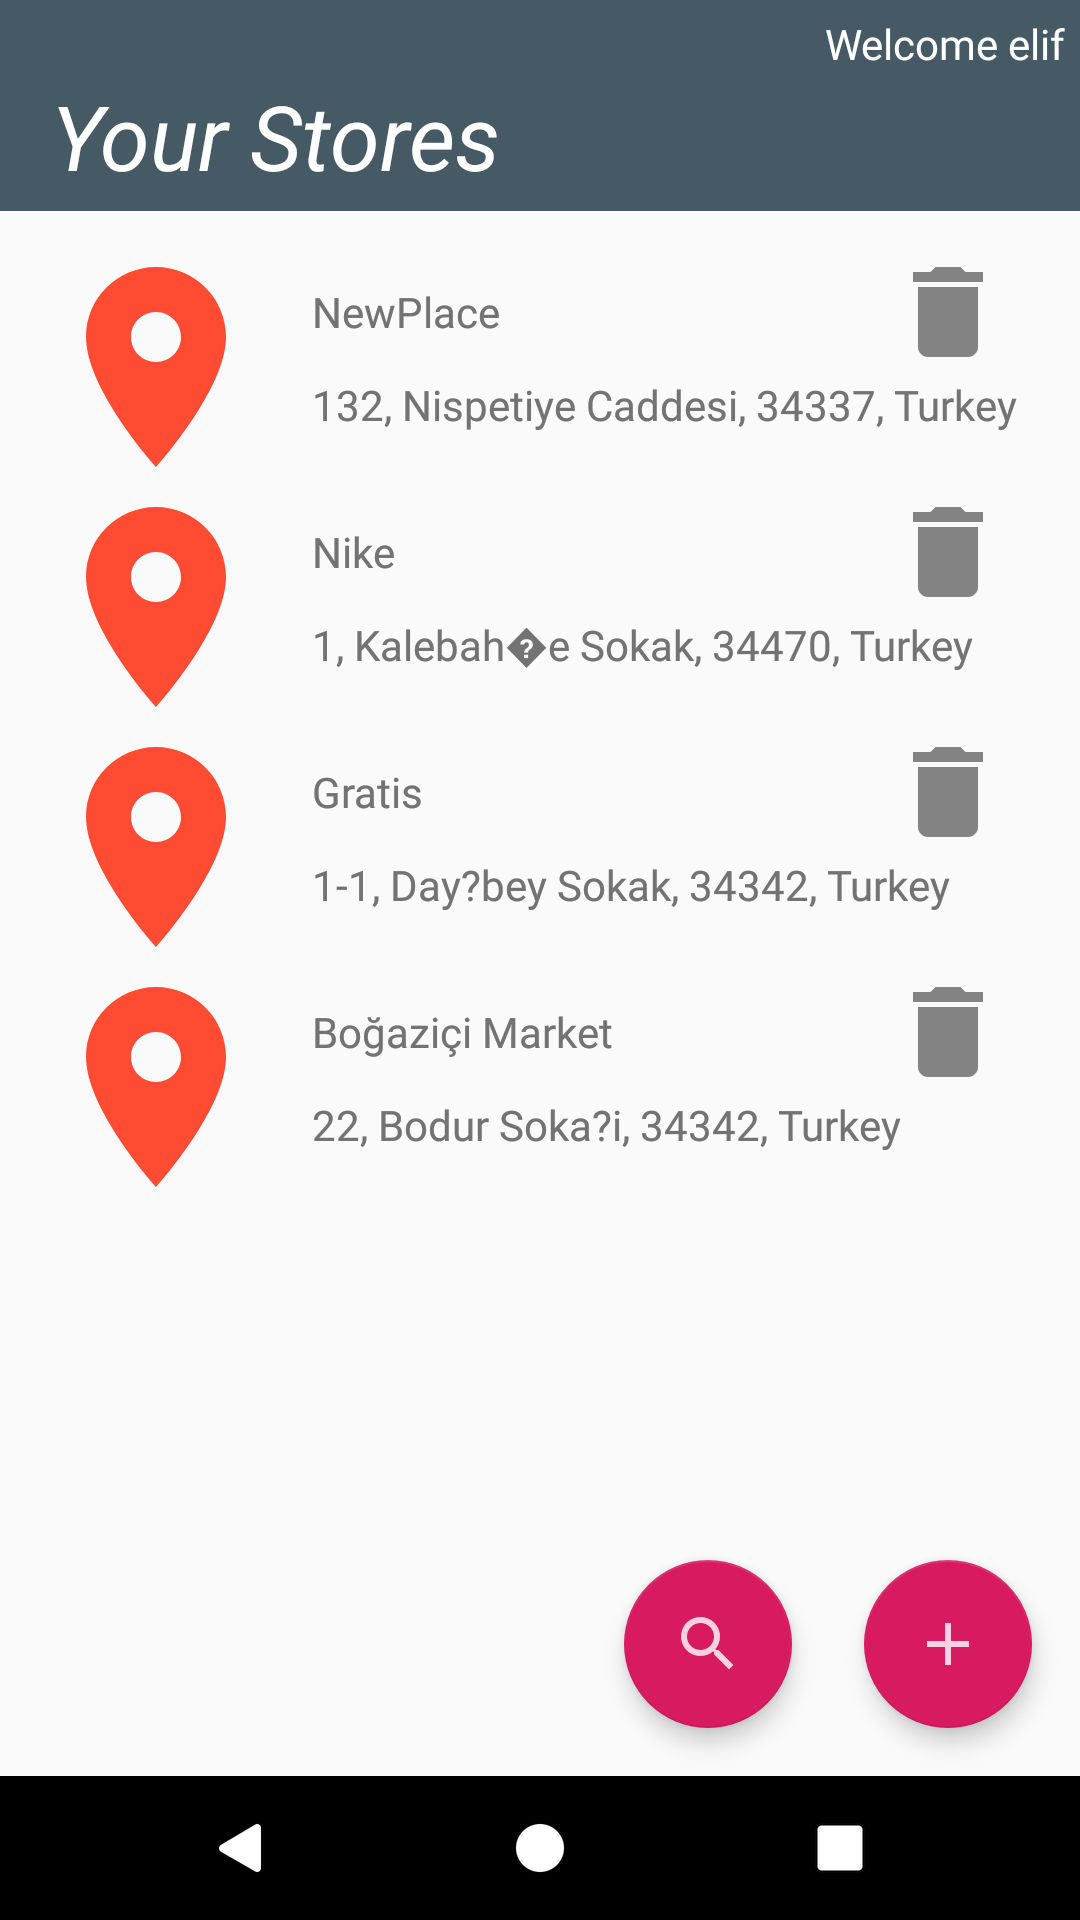 Welcome elif
Your Stores
NewPlace
132, Nispetiye Caddesi, 34337, Turkey
Nike
1, Kalebah�e Sokak, 34470, Turkey
Gratis
1-1, Day?bey Sokak, 34342, Turkey
Boğaziçi Market
22, Bodur Soka?i, 34342, Turkey